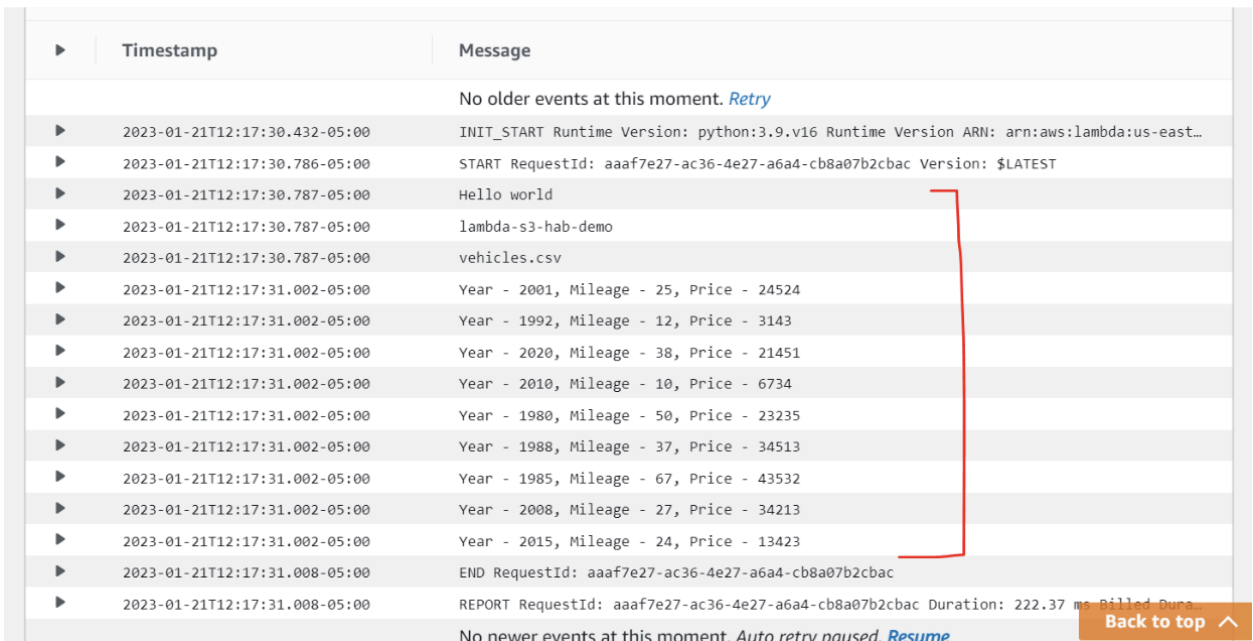 Timestamp Message
No older events at this moment. Retry
2023-01-21T12:17:30.432-05:00 INIT_START Runtime Version: python:3.9.v16 Runtime Version ARN: arn:aws:lambda:us-east…
2023-01-21T12:17:30.786-05:00 START RequestId: aaaf7e27-ac36-4e27-a6a4-cb8a07b2cbac Version: $LATEST
2023-01-21T12:17:30.787-05:00 Hello world
2023-01-21T12:17:30.787-05:00 lambda-s3-hab-demo
2023-01-21T12:17:30.787-05:00 vehicles.csv
2023-01-21T12:17:31.002-05:00 Year - 2001, Mileage - 25, Price - 24524
2023-01-21T12:17:31.002-05:00 Year - 1992, Mileage - 12, Price - 3143
2023-01-21T12:17:31.002-05:00 Year - 2020, Mileage - 38, Price - 21451
2023-01-21T12:17:31.002-05:00 Year - 2010, Mileage - 10, Price - 6734
2023-01-21T12:17:31.002-05:00 Year - 1980, Mileage - 50, Price - 23235
2023-01-21T12:17:31.002-05:00 Year - 1988, Mileage - 37, Price - 34513
2023-01-21T12:17:31.002-05:00 Year - 1985, Mileage - 67, Price - 43532
2023-01-21T12:17:31.002-05:00 Year - 2008, Mileage - 27, Price - 34213
2023-01-21T12:17:31.002-05:00 Year - 2015, Mileage - 24, Price - 13423
2023-01-21T12:17:31.008-05:00 END RequestId: aaaf7e27-ac36-4e27-a6a4-cb8a07b2cbac
2023-01-21T12:17:31.008-05:00 REPORT RequestId: aaaf7e27-ac36-4e27-a6a4-cb8a07b2cbac Duration: 222.37 ms Billed Dura…
Back to top
No newer events at this moment. Auto retry paused. Resume